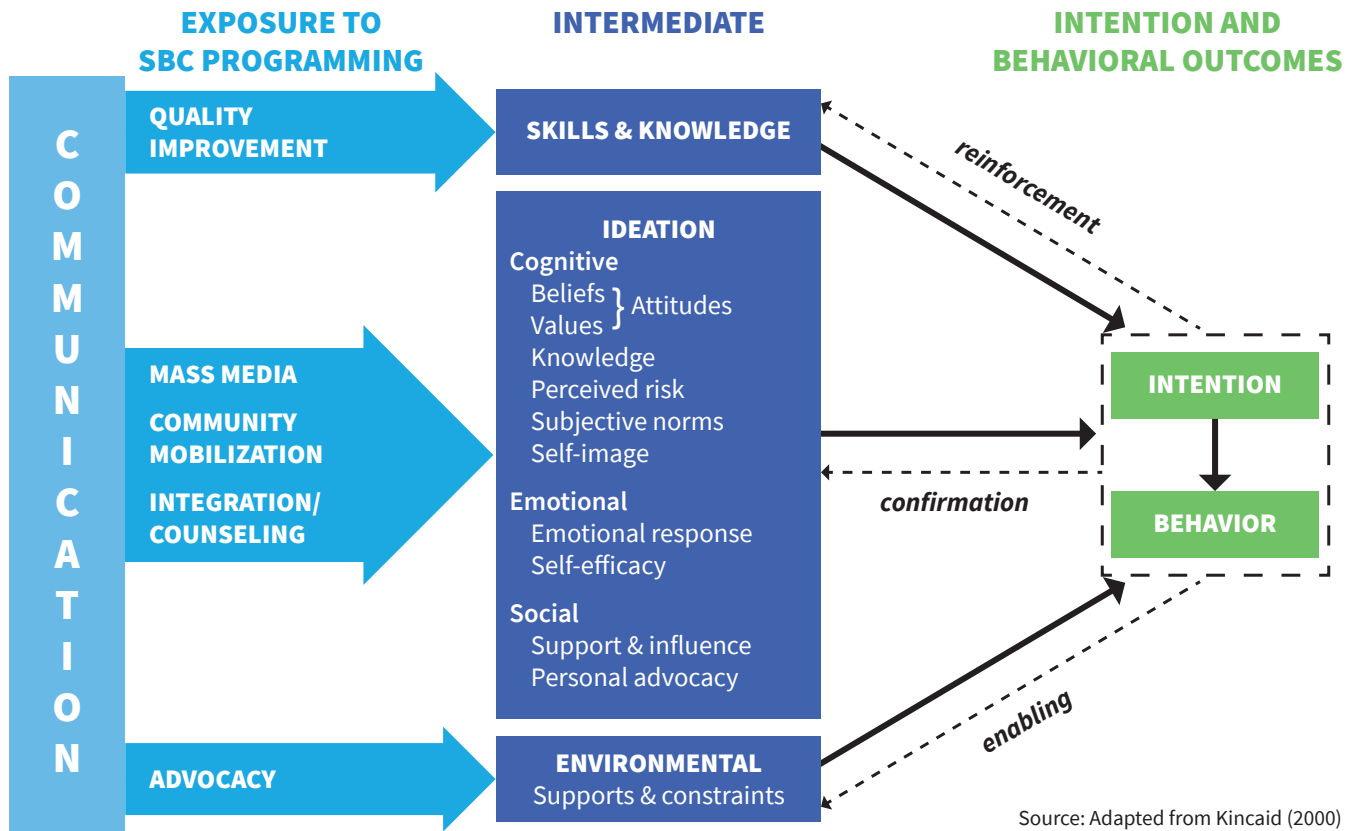 EXPOSURE TO
SBC PROGRAMMING
INTERMEDIATE
INTENTION AND
BEHAVIORAL OUTCOMES
COMMUNICATION
QUALITY
IMPROVEMENT
MASS MEDIA
COMMUNITY
MOBILIZATION
INTEGRATION/
COUNSELING
ADVOCACY
SKILLS & KNOWLEDGE
IDEATION
Cognitive
Beliefs
Values
} Attitudes
Knowledge
Perceived risk
Subjective norms
Self-image
Emotional
Emotional response
Self-efficacy
Social
Support & influence
Personal advocacy
ENVIRONMENTAL
Supports & constraints
reinforcement
confirmation
enabling
INTENTION
BEHAVIOR
Source: Adapted from Kincaid (2000)